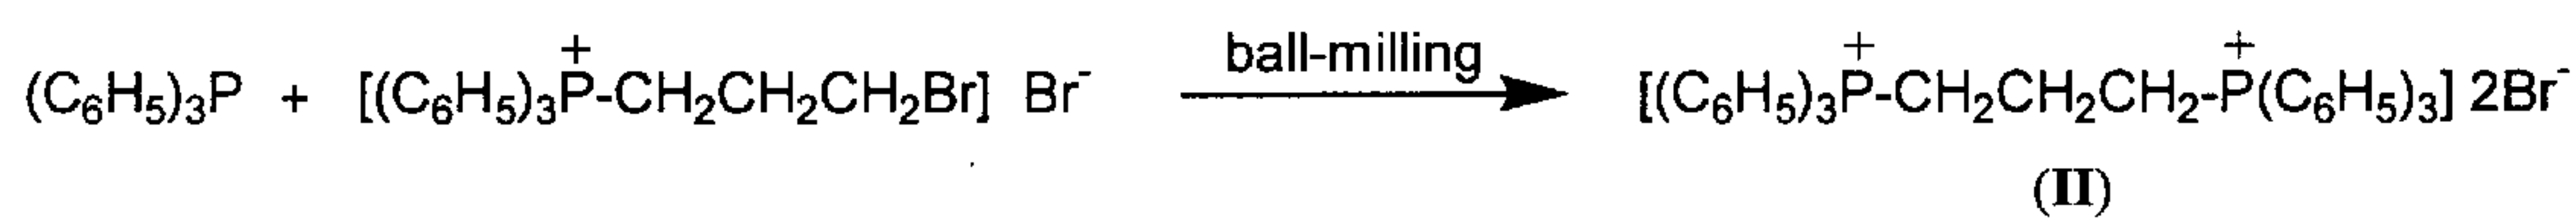 ball-milling
(C₆H₅)₃P + [(C₆H₅)₃P⁺-CH₂CH₂CH₂Br] Br⁻ [(C₆H₅)₃P⁺-CH₂CH₂CH₂-P⁺(C₆H₅)₃] 2Br⁻
(II)